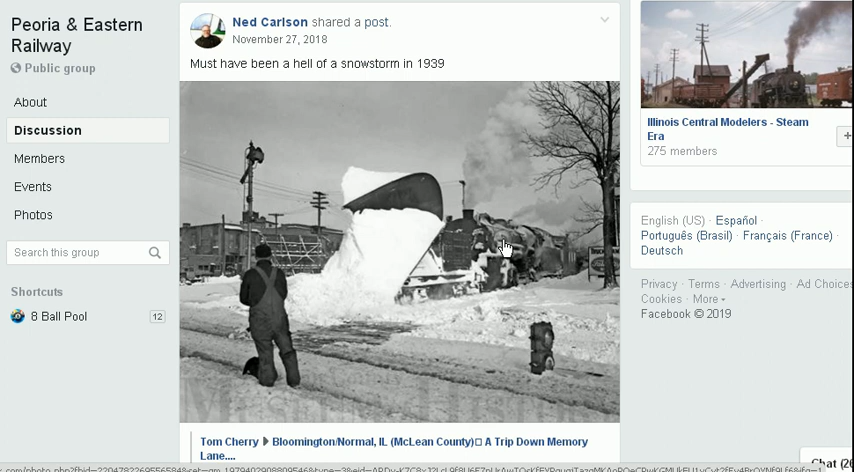 Peoria & Eastern
Railway
Public group
About
Discussion
Members
Events
Photos
Search this group
Shortcuts
8 Ball Pool
12
Ned Carlson shared a post.
November 27, 2018
Must have been a hell of a snowstorm in 1939
Tom Cherry Bloomington/Normal, IL (McLean County) A Trip Down Memory
Lane....
Illinois Central Modelers - Steam
Era
275 members
English (US) · Español ·
Português (Brasil) · Français (France) ·
Deutsch
Privacy · Terms · Advertising · Ad Choices
Cookies · More
Facebook © 2019
Chat